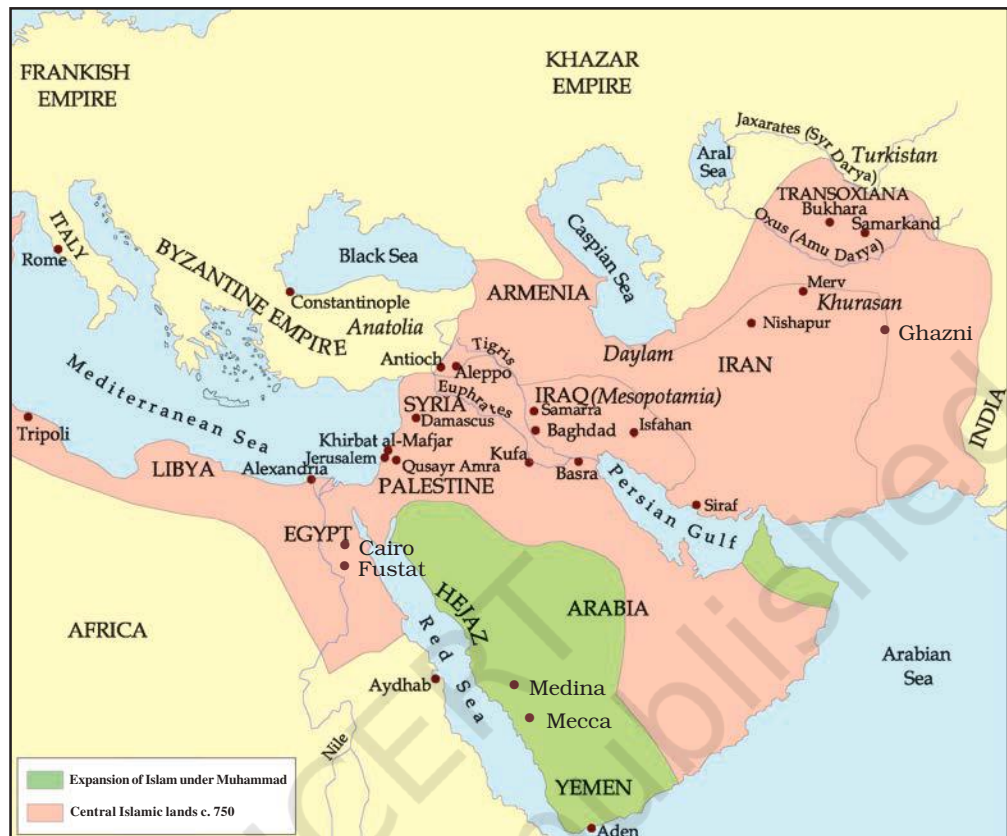 FRANKISH
EMPIRE
KHAZAR
EMPIRE
Jaxarates (Syr Darya)
Turkistan
Aral
Sea
TRANSOXIANA
Bukhara
Samarkand
Oxus (Amu Darya)
ITALY
Rome
Black Sea
Caspian Sea
BYZANTINE EMPIRE
Constantinople
Anatolia
ARMENIA
Merv
Khurasan
Nishapur
Ghazni
Daylam
IRAN
Tigris
Antioch
Aleppo
Euphrates
Mediterranean Sea
SYRIA
Damascus
IRAQ (Mesopotamia)
Samarra
Baghdad
Isfahan
INDIA
Tripoli
Khirbat al-Mafjar
Jerusalem
Qusayr Amra
Kufa
Basra
LIBYA
Alexandria
PALESTINE
Siraf
Persian Gulf
EGYPT
Cairo
Fustat
HEJAZ
ARABIA
AFRICA
Red Sea
Arabian
Sea
Aydhab
Medina
Mecca
Nile
YEMEN
Aden
Expansion of Islam under Muhammad
Central Islamic lands c. 750
NCERT
published